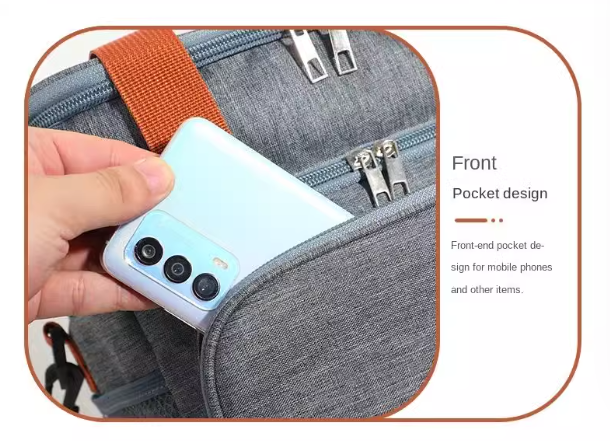 Front
Pocket design
Front-end pocket de-
sign for mobile phones
and other items.